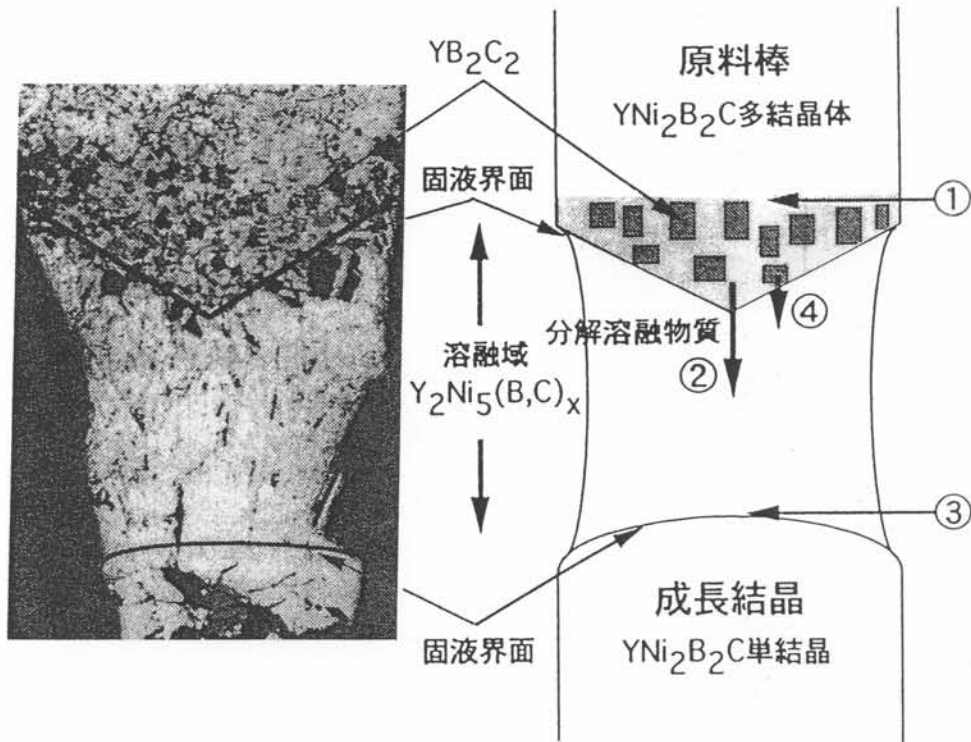 YB₂C₂
固液界面
溶融域
Y₂Ni₅(B,C)ₓ
固液界面
原料棒
YNi₂B₂C多結晶体
①
④
分解溶融物質
②
③
成長結晶
YNi₂B₂C単結晶